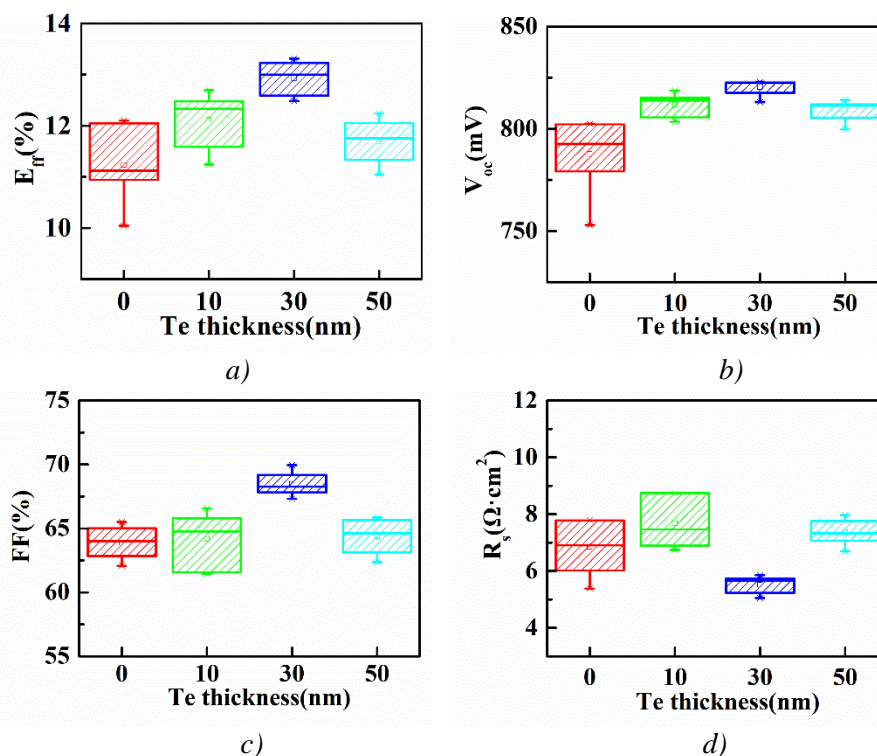 14
12
10
E_ff(%)
0 10 30 50
Te thickness(nm)
a)
850
800
750
V_oc(mV)
0 10 30 50
Te thickness(nm)
b)
75
70
65
60
55
FF(%)
0 10 30 50
Te thickness(nm)
c)
12
10
8
6
4
R_s(Ω·cm²)
0 10 30 50
Te thickness(nm)
d)